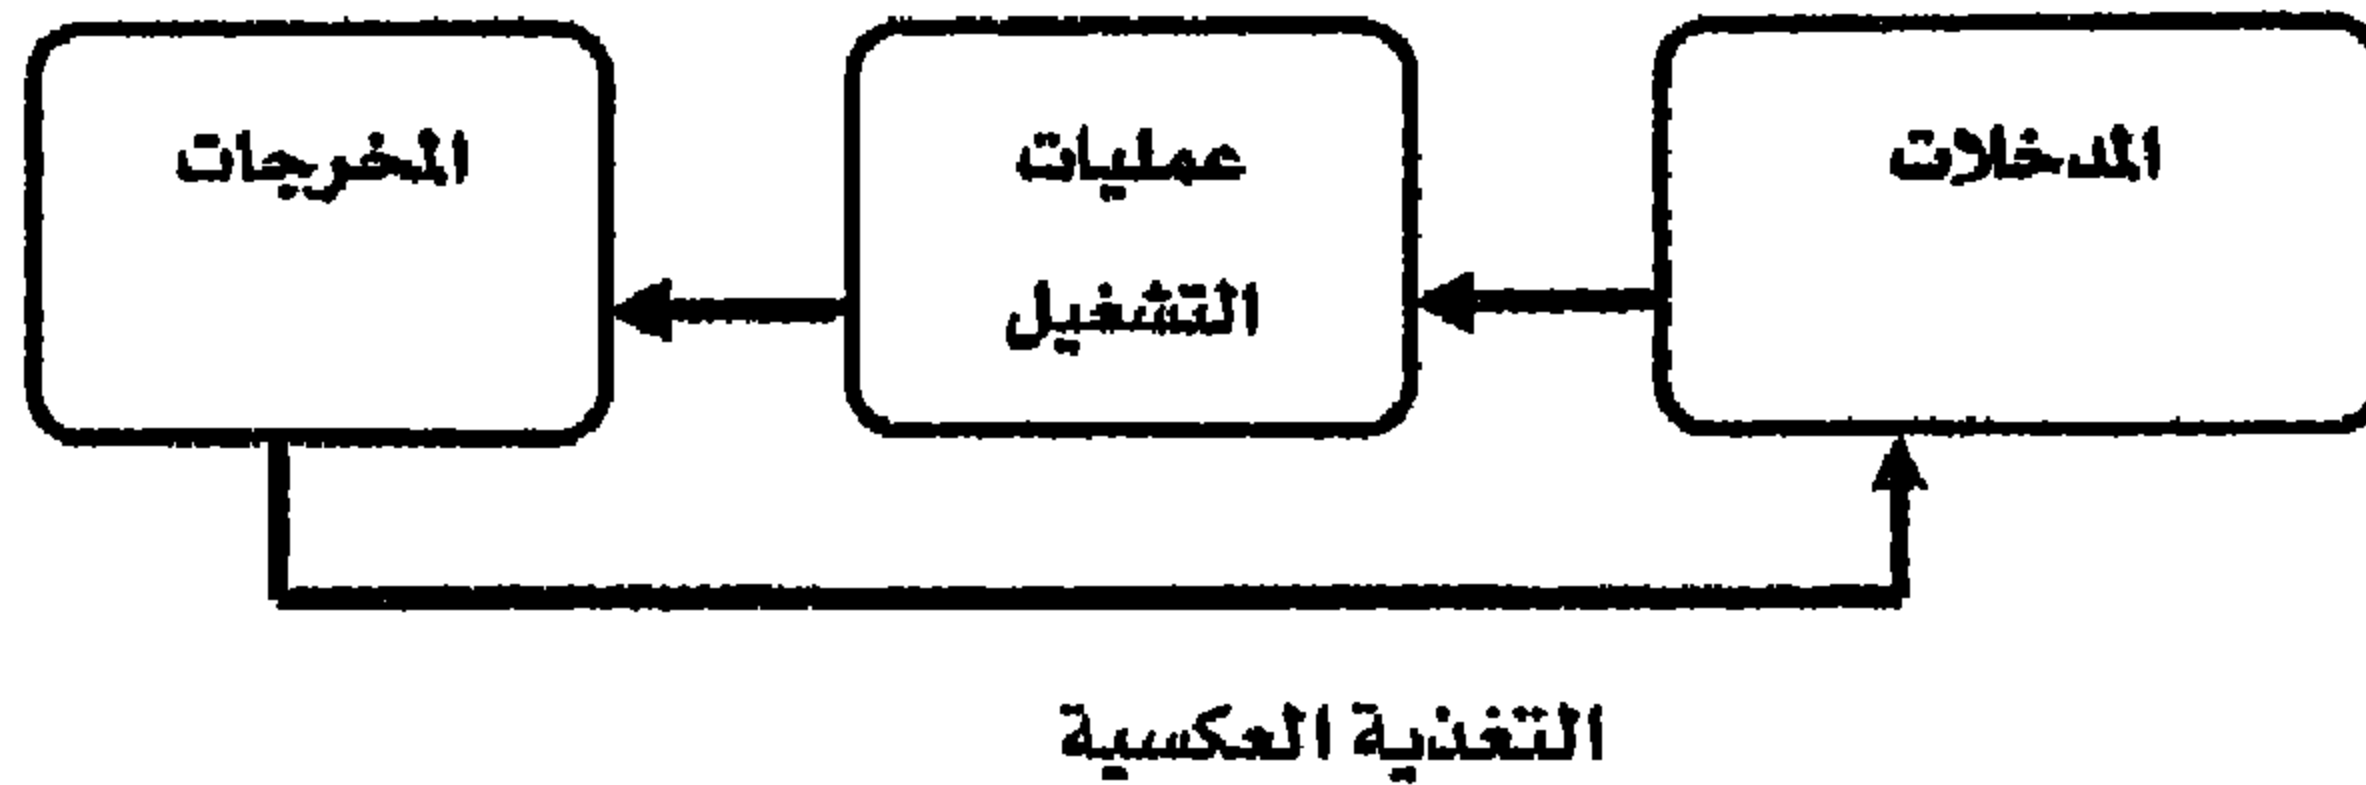 المدخلات
عمليات
التشغيل
المخرجات
التغذية العكسية